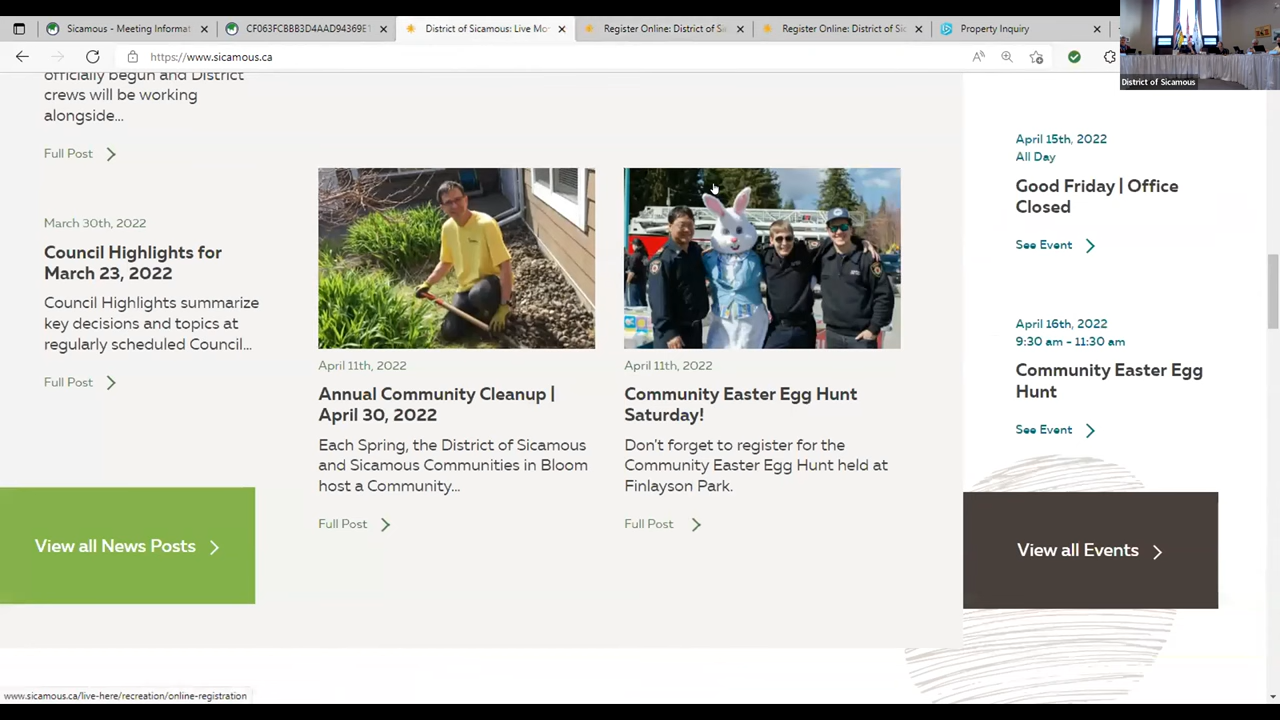 Sicamous - Meeting Informat
CF063FCBBB3D4AAD94369E1
District of Sicamous: Live Mo
Register Online: District of Si
Register Online: District of Sic
Property Inquiry
https://www.sicamous.ca
District of Sicamous
officially begun and District
crews will be working
alongside...
Full Post
March 30th, 2022
Council Highlights for
March 23, 2022
Council Highlights summarize
key decisions and topics at
regularly scheduled Council...
Full Post
View all News Posts
April 11th, 2022
Annual Community Cleanup |
April 30, 2022
Each Spring, the District of Sicamous
and Sicamous Communities in Bloom
host a Community...
Full Post
April 11th, 2022
Community Easter Egg Hunt
Saturday!
Don't forget to register for the
Community Easter Egg Hunt held at
Finlayson Park.
Full Post
April 15th, 2022
All Day
Good Friday | Office
Closed
See Event
April 16th, 2022
9:30 am - 11:30 am
Community Easter Egg
Hunt
See Event
View all Events
www.sicamous.ca/live-here/recreation/online-registration